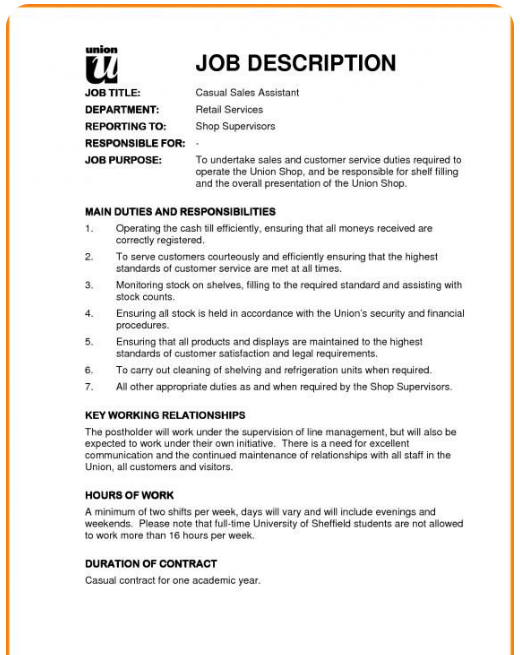 union
u
JOB DESCRIPTION
JOB TITLE: Casual Sales Assistant
DEPARTMENT: Retail Services
REPORTING TO: Shop Supervisors
RESPONSIBLE FOR: -
JOB PURPOSE: To undertake sales and customer service duties required to
operate the Union Shop, and be responsible for shelf filling
and the overall presentation of the Union Shop.
MAIN DUTIES AND RESPONSIBILITIES
1. Operating the cash till efficiently, ensuring that all moneys received are
correctly registered.
2. To serve customers courteously and efficiently ensuring that the highest
standards of customer service are met at all times.
3. Monitoring stock on shelves, filling to the required standard and assisting with
stock counts.
4. Ensuring all stock is held in accordance with the Union's security and financial
procedures.
5. Ensuring that all products and displays are maintained to the highest
standards of customer satisfaction and legal requirements.
6. To carry out cleaning of shelving and refrigeration units when required.
7. All other appropriate duties as and when required by the Shop Supervisors.
KEY WORKING RELATIONSHIPS
The postholder will work under the supervision of line management, but will also be
expected to work under their own initiative. There is a need for excellent
communication and the continued maintenance of relationships with all staff in the
Union, all customers and visitors.
HOURS OF WORK
A minimum of two shifts per week, days will vary and will include evenings and
weekends. Please note that full-time University of Sheffield students are not allowed
to work more than 16 hours per week.
DURATION OF CONTRACT
Casual contract for one academic year.